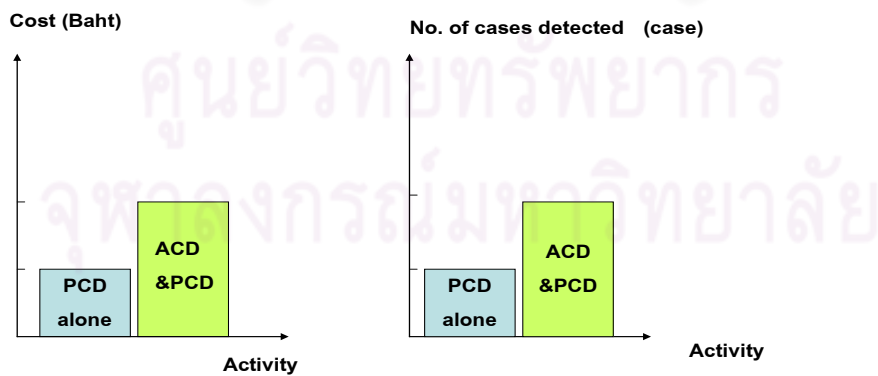 Cost (Baht)
No. of cases detected (case)
ศูนย์วิทยทรัพยากร
จุฬาลงกรณ์มหาวิทยาลัย
PCD
alone
ACD
&PCD
Activity
PCD
alone
ACD
&PCD
Activity